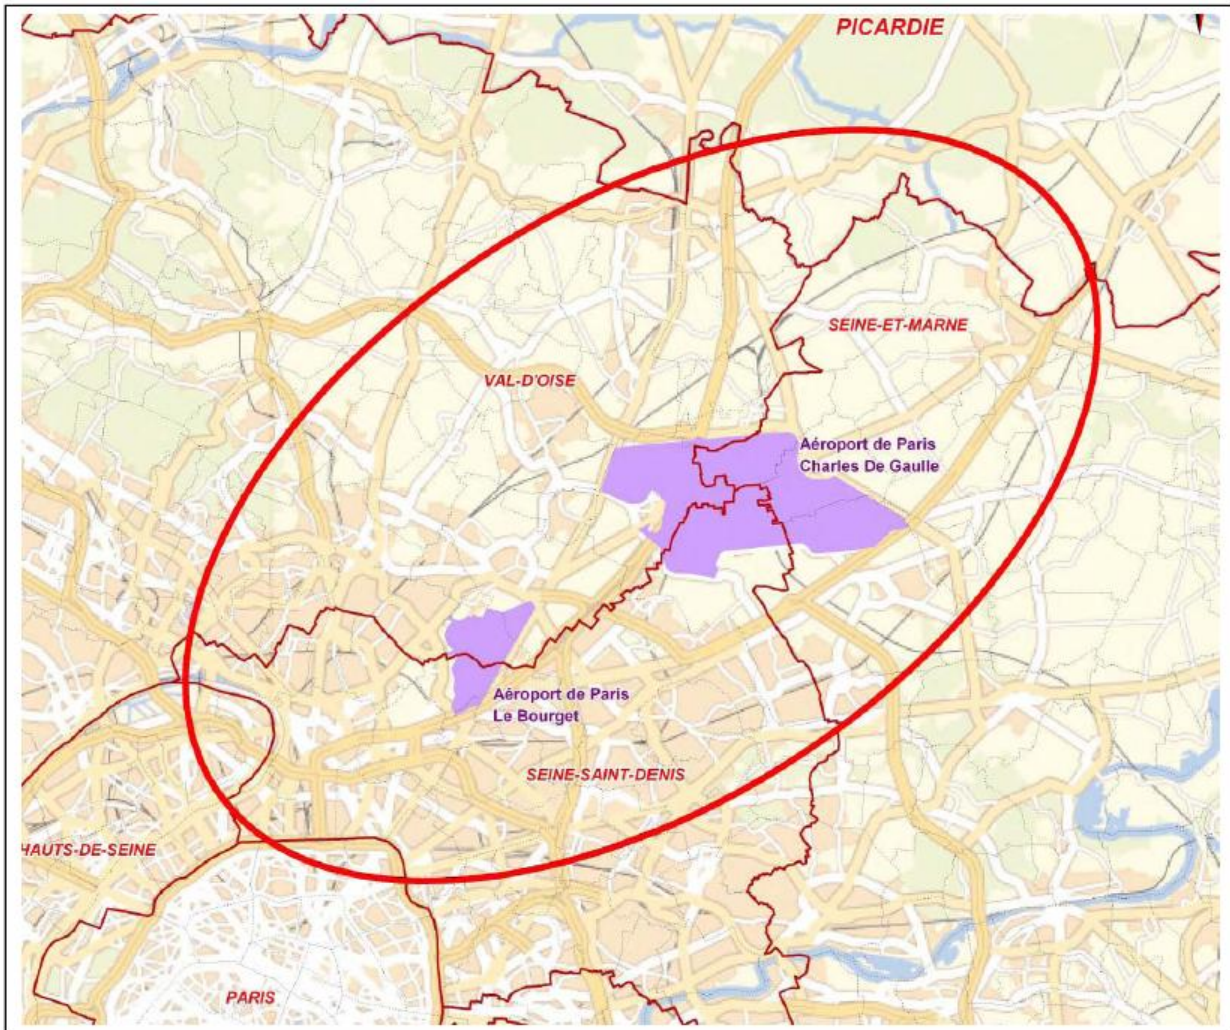 PICARDIE
SEINE-ET-MARNE
VAL-D'OISE
Aéroport de Paris
Charles De Gaulle
Aéroport de Paris
Le Bourget
SEINE-SAINT-DENIS
HAUTS-DE-SEINE
PARIS